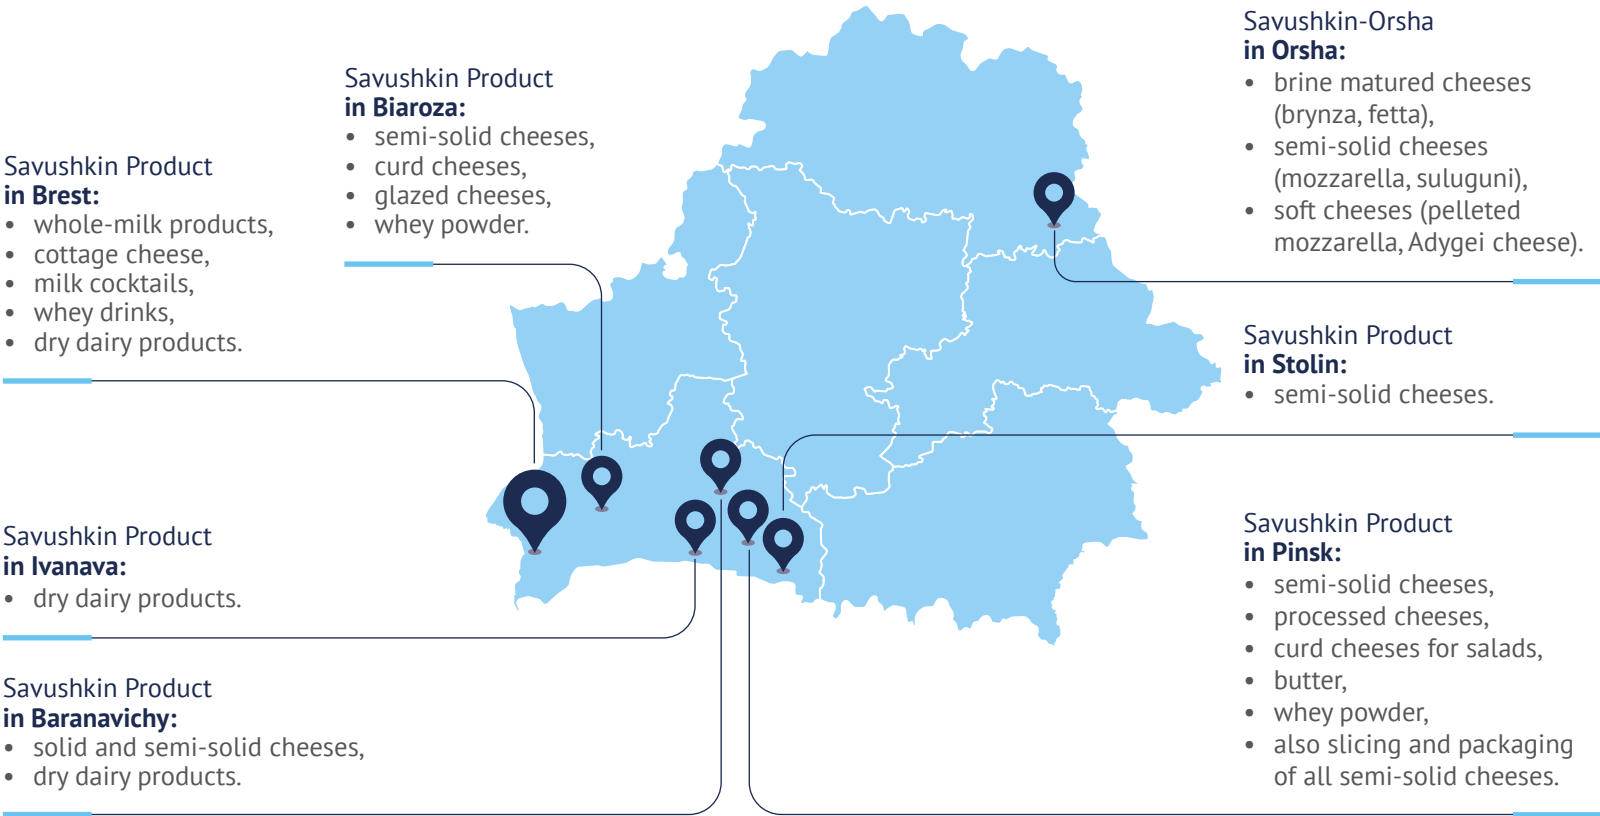 Savushkin Product
in Brest:
• whole-milk products,
• cottage cheese,
• milk cocktails,
• whey drinks,
• dry dairy products.
Savushkin Product
in Biaroza:
• semi-solid cheeses,
• curd cheeses,
• glazed cheeses,
• whey powder.
Savushkin-Orsha
in Orsha:
• brine matured cheeses
(brynza, fetta),
• semi-solid cheeses
(mozzarella, suluguni),
• soft cheeses (pelleted
mozzarella, Adygei cheese).
Savushkin Product
in Stolin:
• semi-solid cheeses.
Savushkin Product
in Ivanava:
• dry dairy products.
Savushkin Product
in Baranavichy:
• solid and semi-solid cheeses,
• dry dairy products.
Savushkin Product
in Pinsk:
• semi-solid cheeses,
• processed cheeses,
• curd cheeses for salads,
• butter,
• whey powder,
• also slicing and packaging
of all semi-solid cheeses.